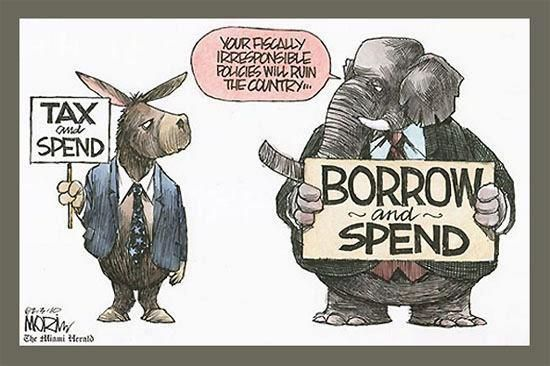 YOUR FISCALLY
IRRESPONSIBLE
POLICIES WILL RUIN
THE COUNTRY...
TAX
and
SPEND
BORROW
~ and ~
SPEND
MORIN
The Miami Herald